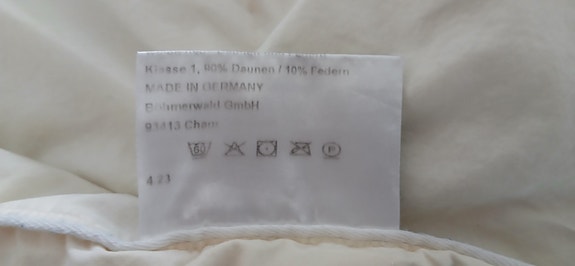 Klasse 1, 90% Daunen / 10% Federn
MADE IN GERMANY
Böhmerwald GmbH
93413 Cham
4.23